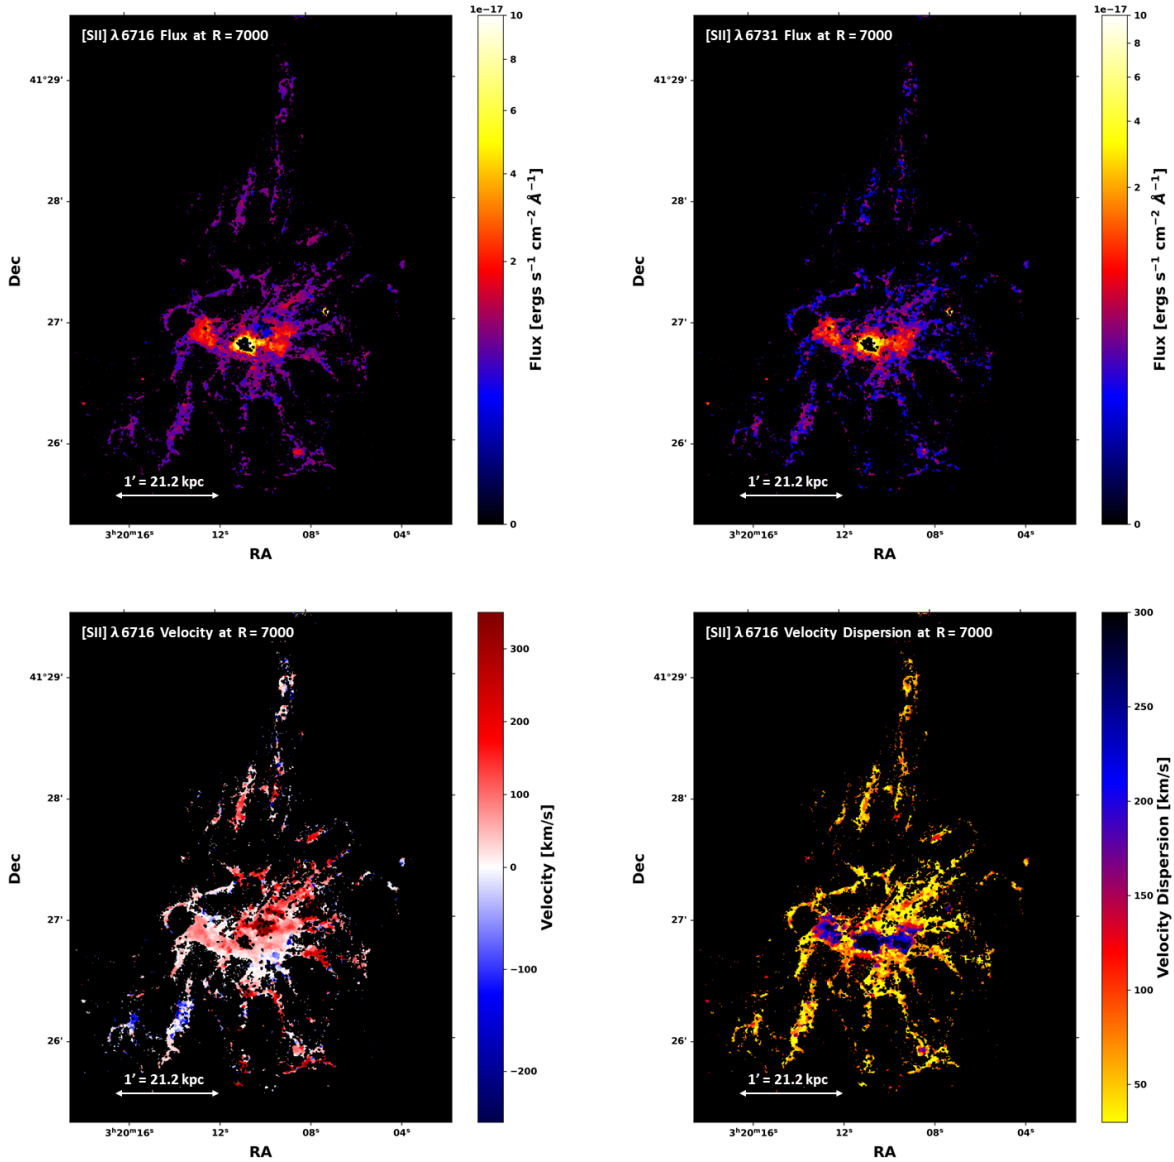 1e−17
[SII] λ 6716 Flux at R = 7000
10
8
6
4
2
0
Flux [ergs s⁻¹ cm⁻² Å⁻¹]
41°29'
28'
27'
26'
Dec
1' = 21.2 kpc
3ʰ20ᵐ16ˢ
12ˢ
08ˢ
04ˢ
RA
1e−17
[SII] λ 6731 Flux at R = 7000
10
8
6
4
2
0
Flux [ergs s⁻¹ cm⁻² Å⁻¹]
41°29'
28'
27'
26'
Dec
1' = 21.2 kpc
3ʰ20ᵐ16ˢ
12ˢ
08ˢ
04ˢ
RA
[SII] λ 6716 Velocity at R = 7000
300
200
100
0
−100
−200
Velocity [km/s]
41°29'
28'
27'
26'
Dec
1' = 21.2 kpc
3ʰ20ᵐ16ˢ
12ˢ
08ˢ
04ˢ
RA
[SII] λ 6716 Velocity Dispersion at R = 7000
300
250
200
150
100
50
Velocity Dispersion [km/s]
41°29'
28'
27'
26'
Dec
1' = 21.2 kpc
3ʰ20ᵐ16ˢ
12ˢ
08ˢ
04ˢ
RA